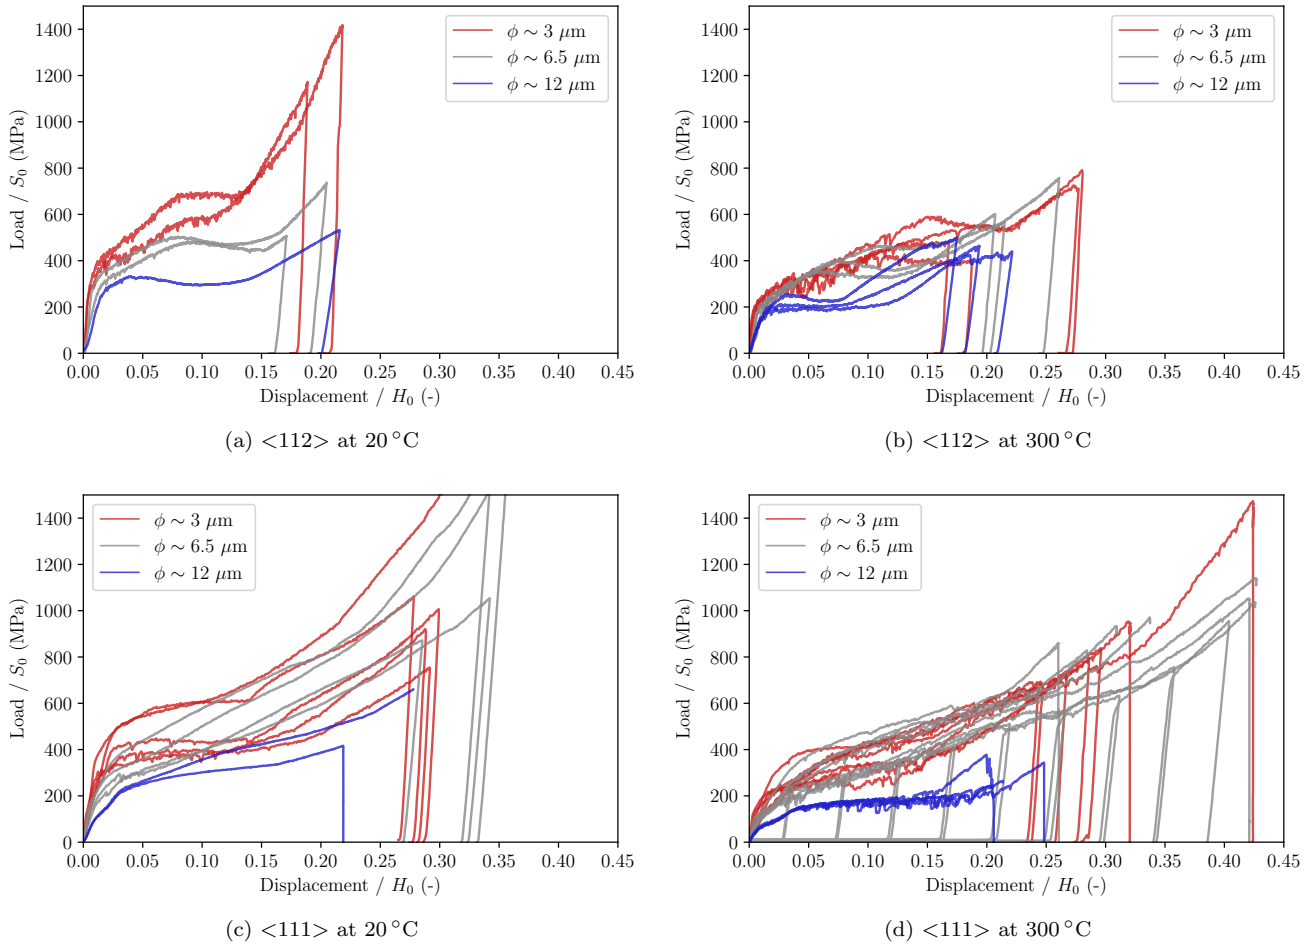 1400
1200
1000
800
600
400
200
0
Load / S₀ (MPa)
ϕ ∼ 3 μm
ϕ ∼ 6.5 μm
ϕ ∼ 12 μm
0.00 0.05 0.10 0.15 0.20 0.25 0.30 0.35 0.40 0.45
Displacement / H₀ (-)
(a) <112> at 20 °C
1400
1200
1000
800
600
400
200
0
Load / S₀ (MPa)
ϕ ∼ 3 μm
ϕ ∼ 6.5 μm
ϕ ∼ 12 μm
0.00 0.05 0.10 0.15 0.20 0.25 0.30 0.35 0.40 0.45
Displacement / H₀ (-)
(b) <112> at 300 °C
1400
1200
1000
800
600
400
200
0
Load / S₀ (MPa)
ϕ ∼ 3 μm
ϕ ∼ 6.5 μm
ϕ ∼ 12 μm
0.00 0.05 0.10 0.15 0.20 0.25 0.30 0.35 0.40 0.45
Displacement / H₀ (-)
(c) <111> at 20 °C
1400
1200
1000
800
600
400
200
0
Load / S₀ (MPa)
ϕ ∼ 3 μm
ϕ ∼ 6.5 μm
ϕ ∼ 12 μm
0.00 0.05 0.10 0.15 0.20 0.25 0.30 0.35 0.40 0.45
Displacement / H₀ (-)
(d) <111> at 300 °C